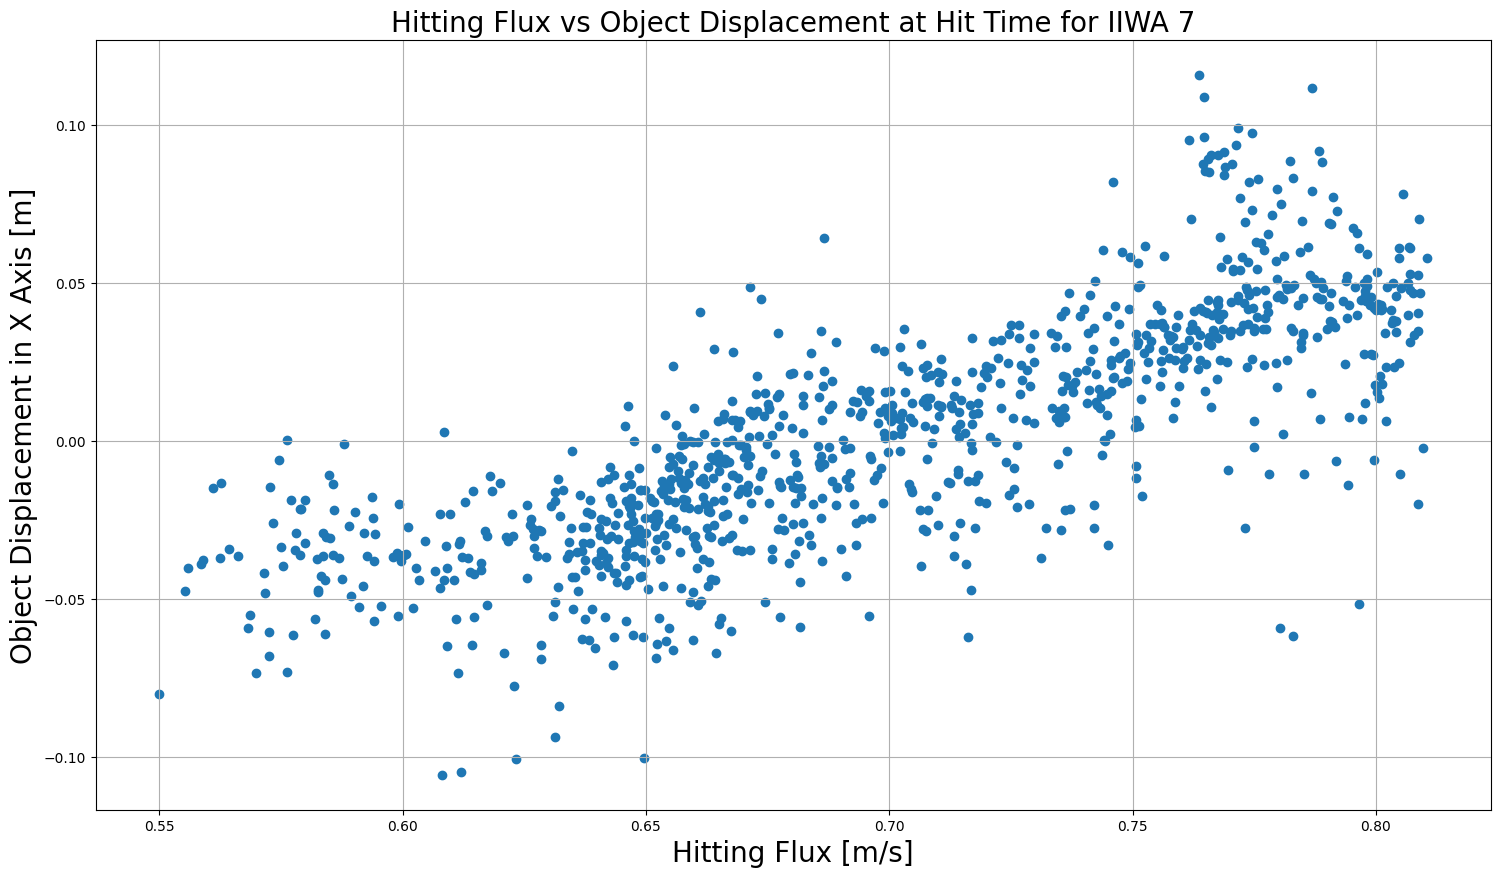 Hitting Flux vs Object Displacement at Hit Time for IIWA 7
Object Displacement in X Axis [m]
0.10
0.05
0.00
−0.05
−0.10
0.55 0.60 0.65 0.70 0.75 0.80
Hitting Flux [m/s]